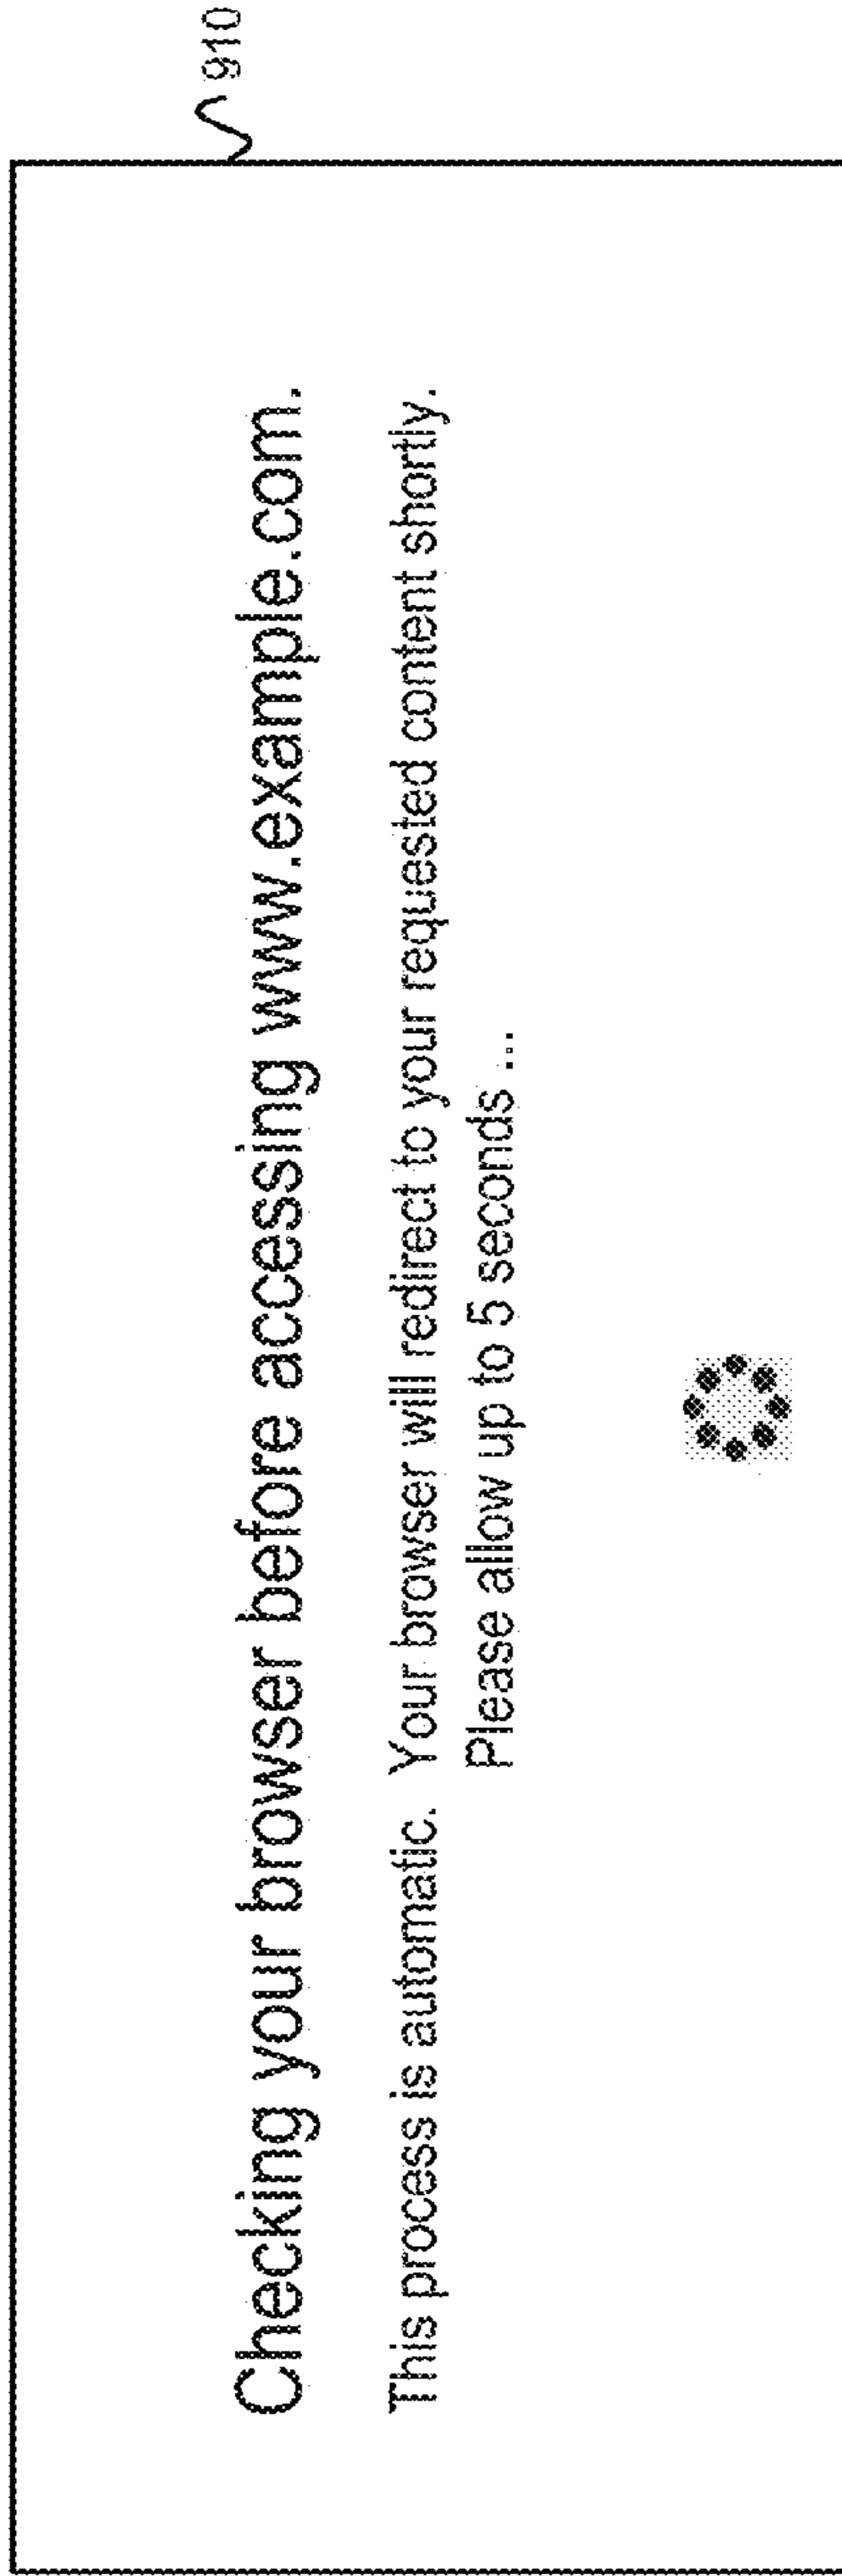 910
Checking your browser before accessing www.example.com.
This process is automatic.  Your browser will redirect to your requested content shortly.
Please allow up to 5 seconds ...